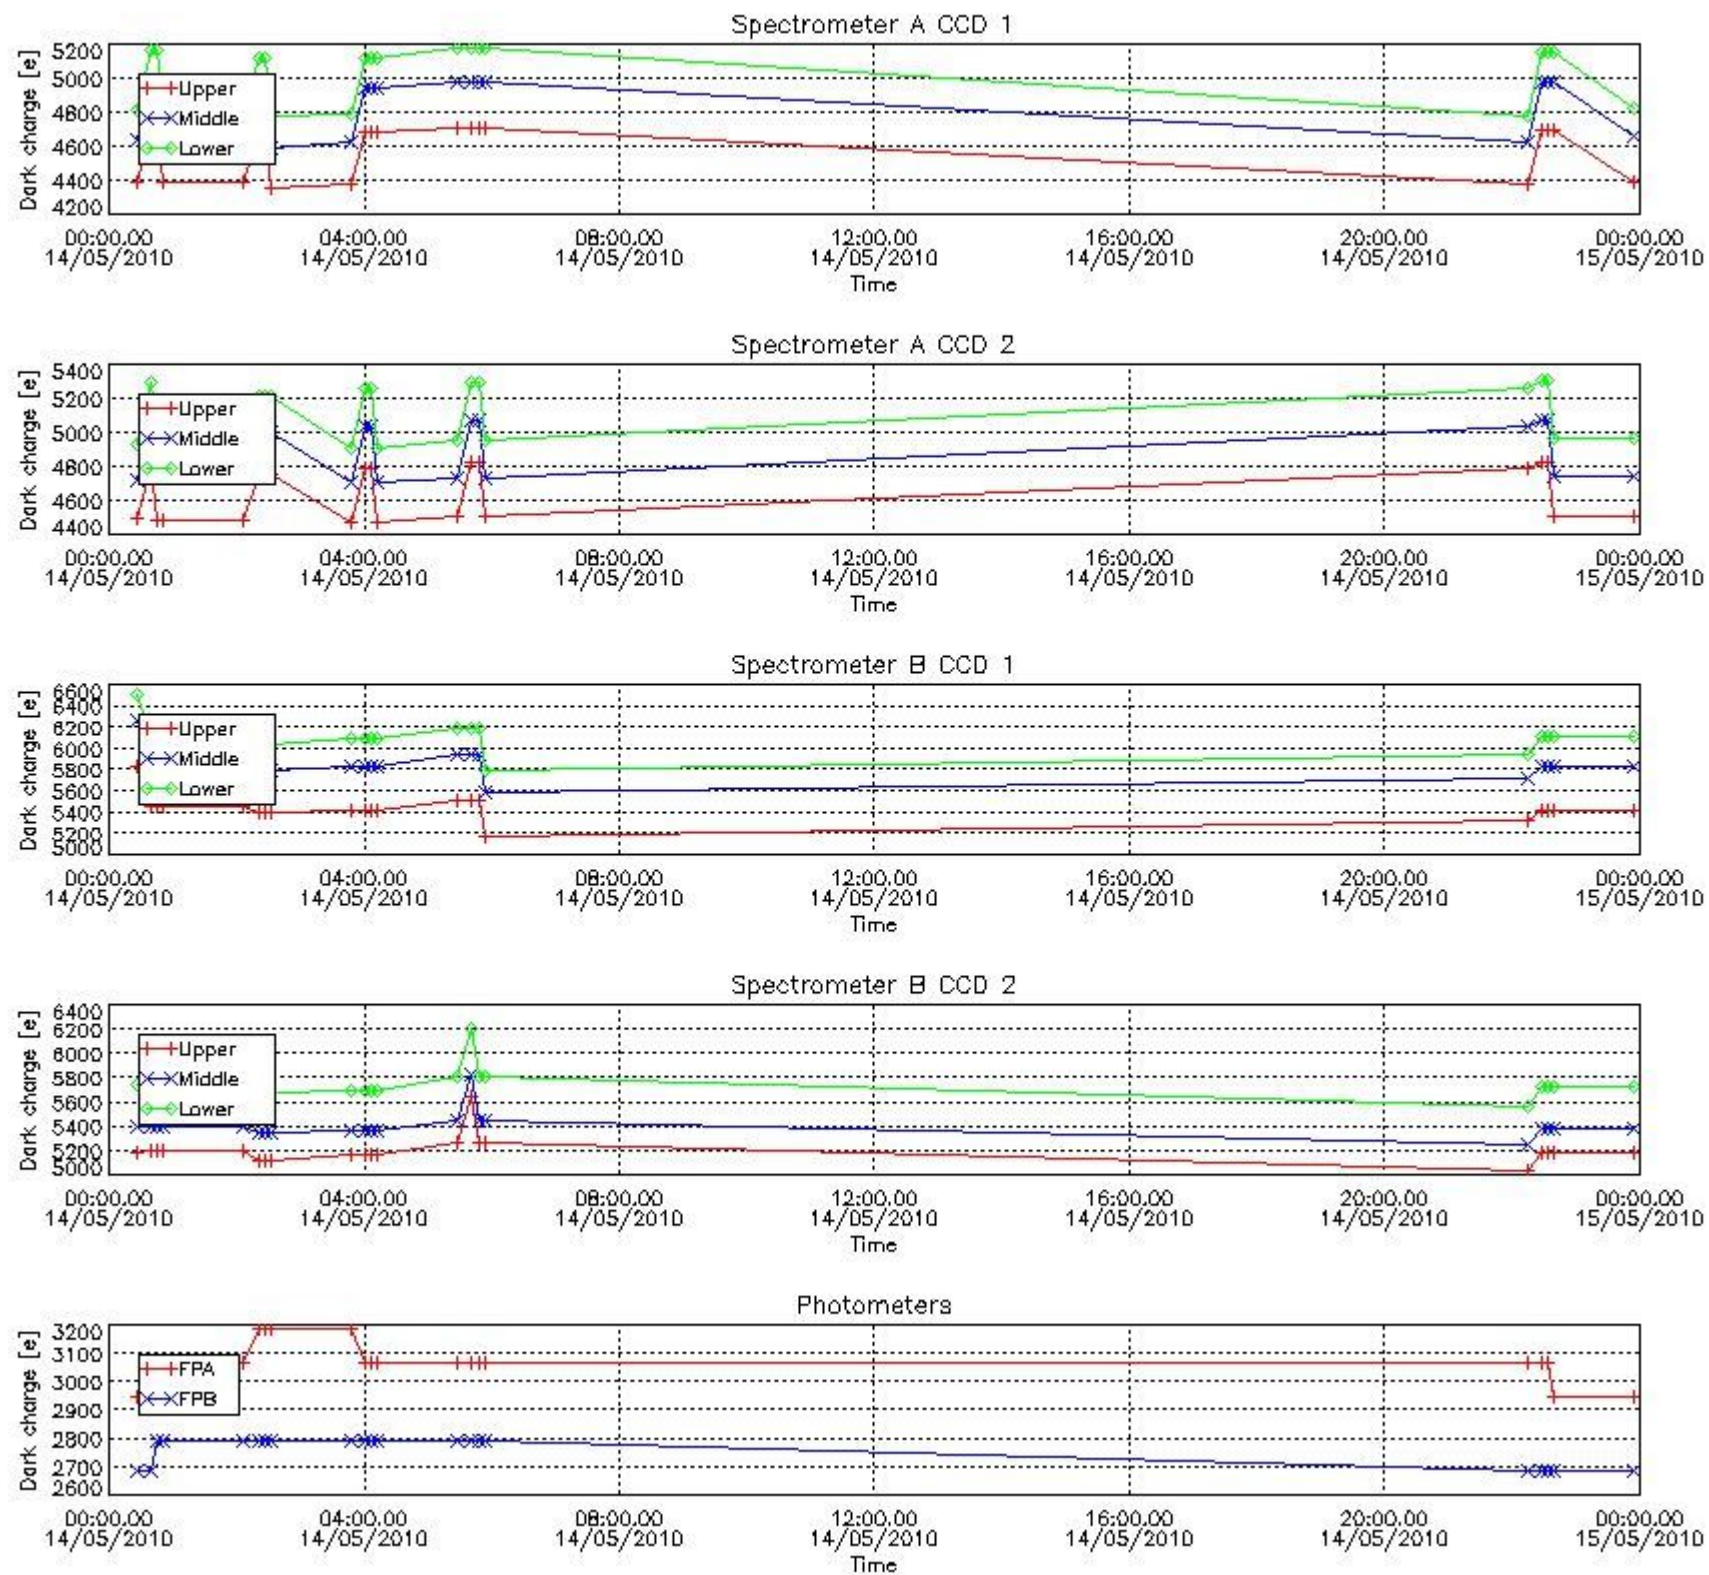 Spectrometer A CCD 1
Dark charge [e]
5200
5000
4800
4600
4400
4200
Upper
Middle
Lower
00:00.00 04:00.00 08:00.00 12:00.00 16:00.00 20:00.00 00:00.00
14/05/2010 14/05/2010 14/05/2010 14/05/2010 14/05/2010 14/05/2010 15/05/2010
Time
Spectrometer A CCD 2
Dark charge [e]
5400
5200
5000
4800
4600
4400
Upper
Middle
Lower
00:00.00 04:00.00 08:00.00 12:00.00 16:00.00 20:00.00 00:00.00
14/05/2010 14/05/2010 14/05/2010 14/05/2010 14/05/2010 14/05/2010 15/05/2010
Time
Spectrometer B CCD 1
Dark charge [e]
6600
6400
6200
6000
5800
5600
5400
5200
5000
Upper
Middle
Lower
00:00.00 04:00.00 08:00.00 12:00.00 16:00.00 20:00.00 00:00.00
14/05/2010 14/05/2010 14/05/2010 14/05/2010 14/05/2010 14/05/2010 15/05/2010
Time
Spectrometer B CCD 2
Dark charge [e]
6400
6200
6000
5800
5600
5400
5200
5000
Upper
Middle
Lower
00:00.00 04:00.00 08:00.00 12:00.00 16:00.00 20:00.00 00:00.00
14/05/2010 14/05/2010 14/05/2010 14/05/2010 14/05/2010 14/05/2010 15/05/2010
Time
Photometers
Dark charge [e]
3200
3100
3000
2900
2800
2700
2600
FPA
FPB
00:00.00 04:00.00 08:00.00 12:00.00 16:00.00 20:00.00 00:00.00
14/05/2010 14/05/2010 14/05/2010 14/05/2010 14/05/2010 14/05/2010 15/05/2010
Time